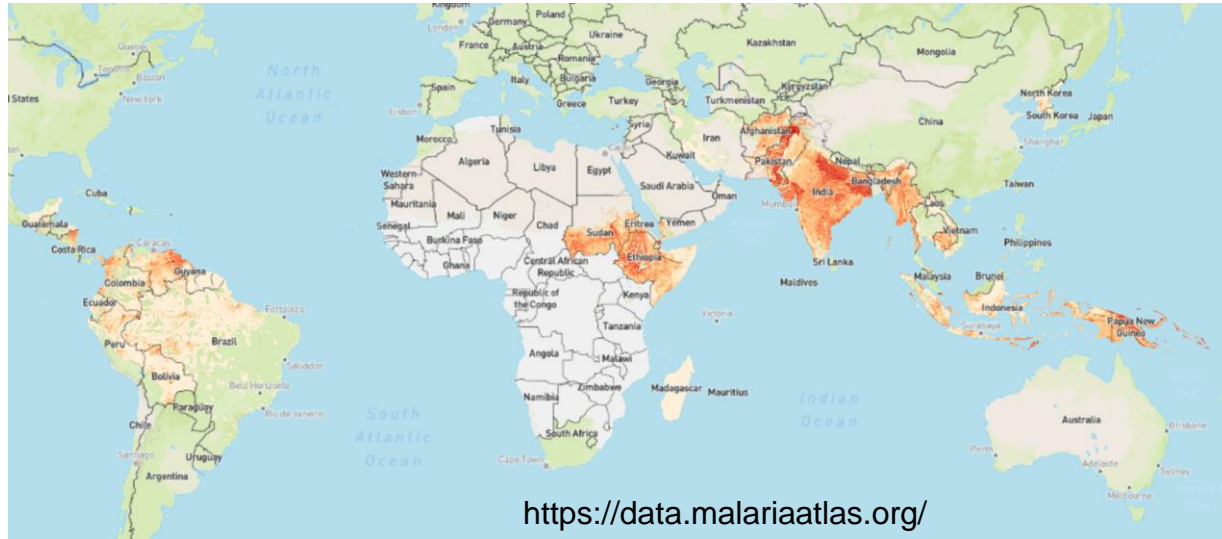 Kingdom
Poland
London
Germany
Ukraine
Kazakhstan
Quebec
France
Austria
Mongolia
Toronto
Boston
North
Atlantic
Ocean
Romania
Italy
Bulgaria
Georgia
Kyrgyzstan
States
New York
Spain
Lisbon
Greece
Turkey
Turkmenistan
North Korea
South Korea
Japan
Tunisia
Syria
Iran
Afghanistan
China
Morocco
Cairo
Kuwait
Shanghai
Algeria
Libya
Egypt
Pakistan
Nepal
Western
Sahara
Saudi Arabia
Bangladesh
Taiwan
Cuba
Mauritania
Oman
Mumbai
India
Laos
Mali
Niger
Chad
Eritrea
Yemen
Guatemala
Senegal
Sudan
Vietnam
Costa Rica
Caracas
Burkina Faso
Philippines
Guyana
Ghana
Central African
Republic
Ethiopia
Sri Lanka
Colombia
Malaysia
Brunei
Maldives
Ecuador
Republic of
the Congo
Kenya
Indonesia
Fortaleza
Victoria
Surabaya
Papua New
Guinea
Peru
Brazil
Tanzania
Angola
Malawi
Salvador
Bolivia
Belo Horizonte
Zimbabwe
Madagascar
Mauritius
Namibia
Indian
Ocean
Paraguay
Rio de Janeiro
South
Atlantic
Ocean
Australia
Chile
South Africa
Brisbane
Santiago
Uruguay
Cape Town
Perth
Adelaide
Sydney
Argentina
Melbourne
https://data.malariaatlas.org/